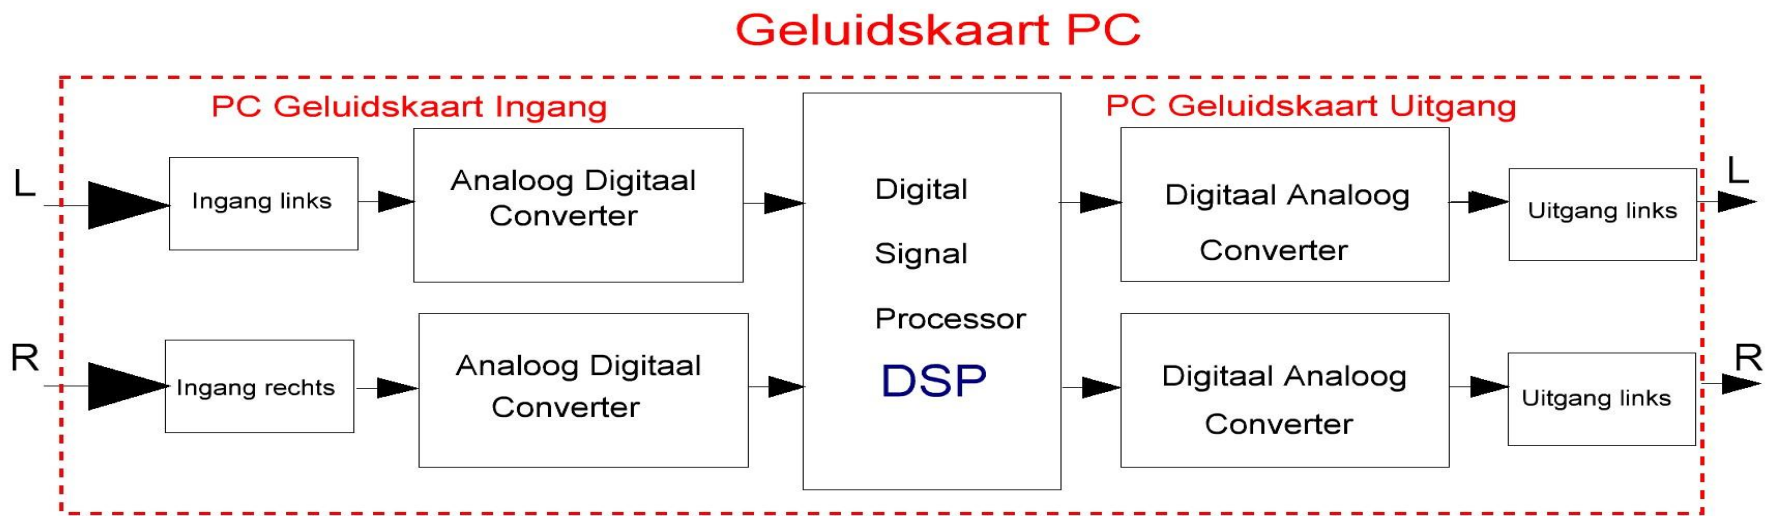 Geluidskaart PC
PC Geluidskaart Ingang
PC Geluidskaart Uitgang
L
Ingang links
Analoog Digitaal
Converter
Digital
Signal
Processor
DSP
Digitaal Analoog
Converter
Uitgang links
L
R
Ingang rechts
Analoog Digitaal
Converter
Digitaal Analoog
Converter
Uitgang links
R